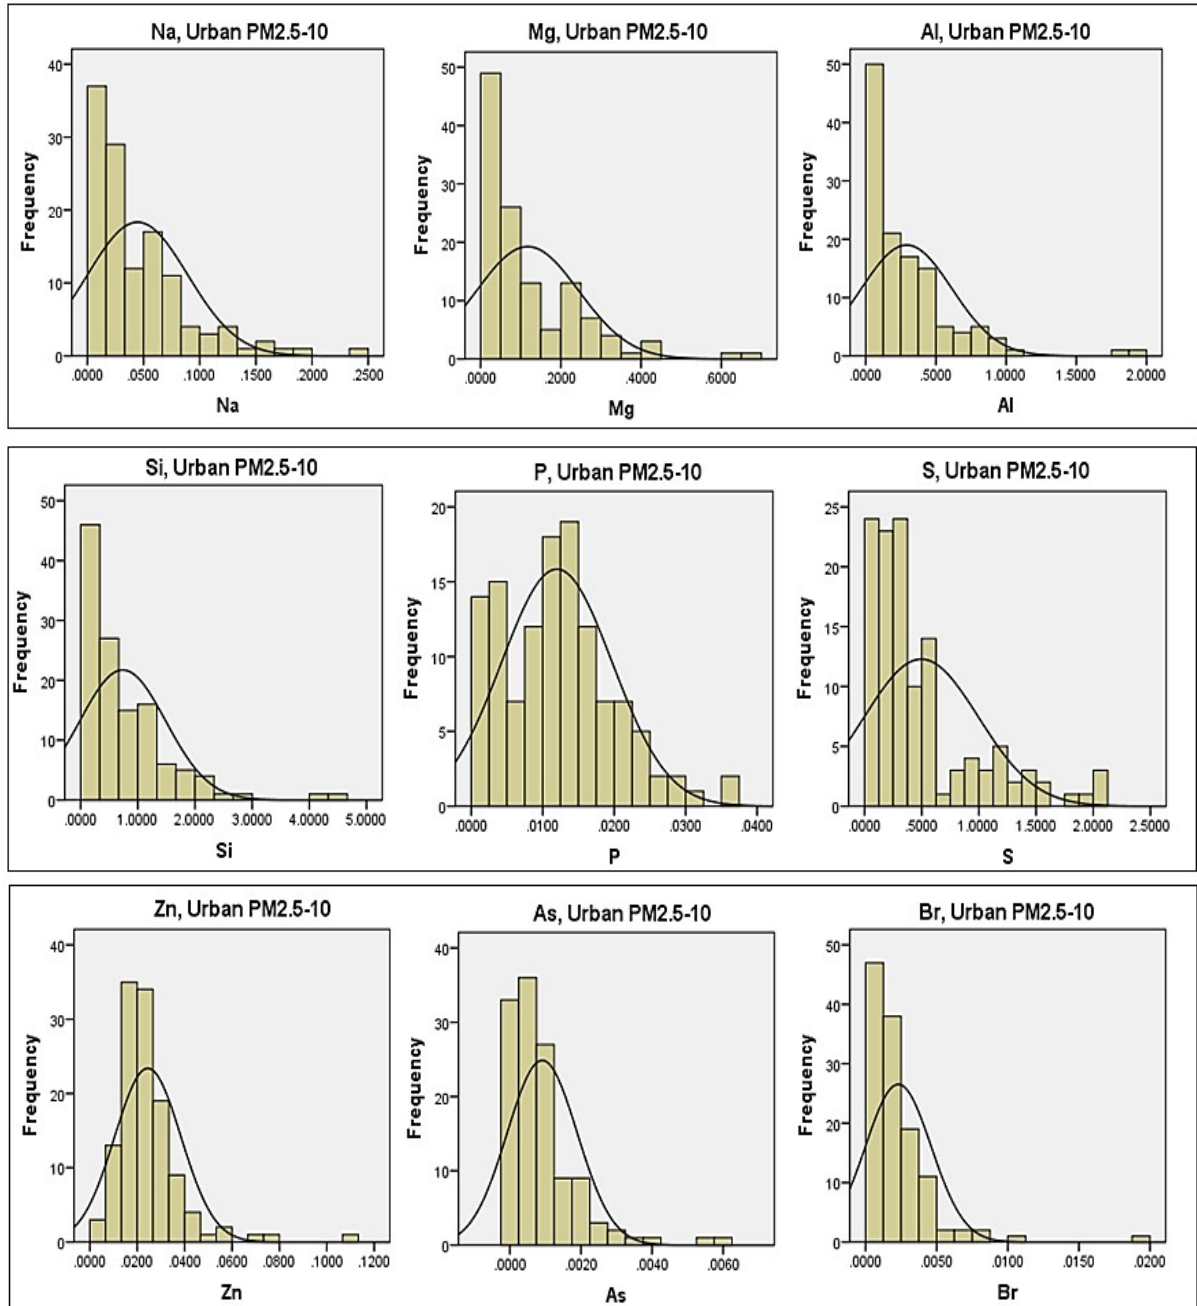 Na, Urban PM2.5-10
Mg, Urban PM2.5-10
Al, Urban PM2.5-10
Frequency
40
30
20
10
0
.0000 .0500 .1000 .1500 .2000 .2500
Na
Frequency
50
40
30
20
10
0
.0000 .2000 .4000 .6000
Mg
Frequency
50
40
30
20
10
0
.0000 .5000 1.0000 1.5000 2.0000
Al
Si, Urban PM2.5-10
P, Urban PM2.5-10
S, Urban PM2.5-10
Frequency
50
40
30
20
10
0
.0000 1.0000 2.0000 3.0000 4.0000 5.0000
Si
Frequency
20
15
10
5
0
.0000 .0100 .0200 .0300 .0400
P
Frequency
25
20
15
10
5
0
.0000 .5000 1.0000 1.5000 2.0000 2.5000
S
Zn, Urban PM2.5-10
As, Urban PM2.5-10
Br, Urban PM2.5-10
Frequency
40
30
20
10
0
.0000 .0200 .0400 .0600 .0800 .1000 .1200
Zn
Frequency
40
30
20
10
0
.0000 .0020 .0040 .0060
As
Frequency
50
40
30
20
10
0
.0000 .0050 .0100 .0150 .0200
Br